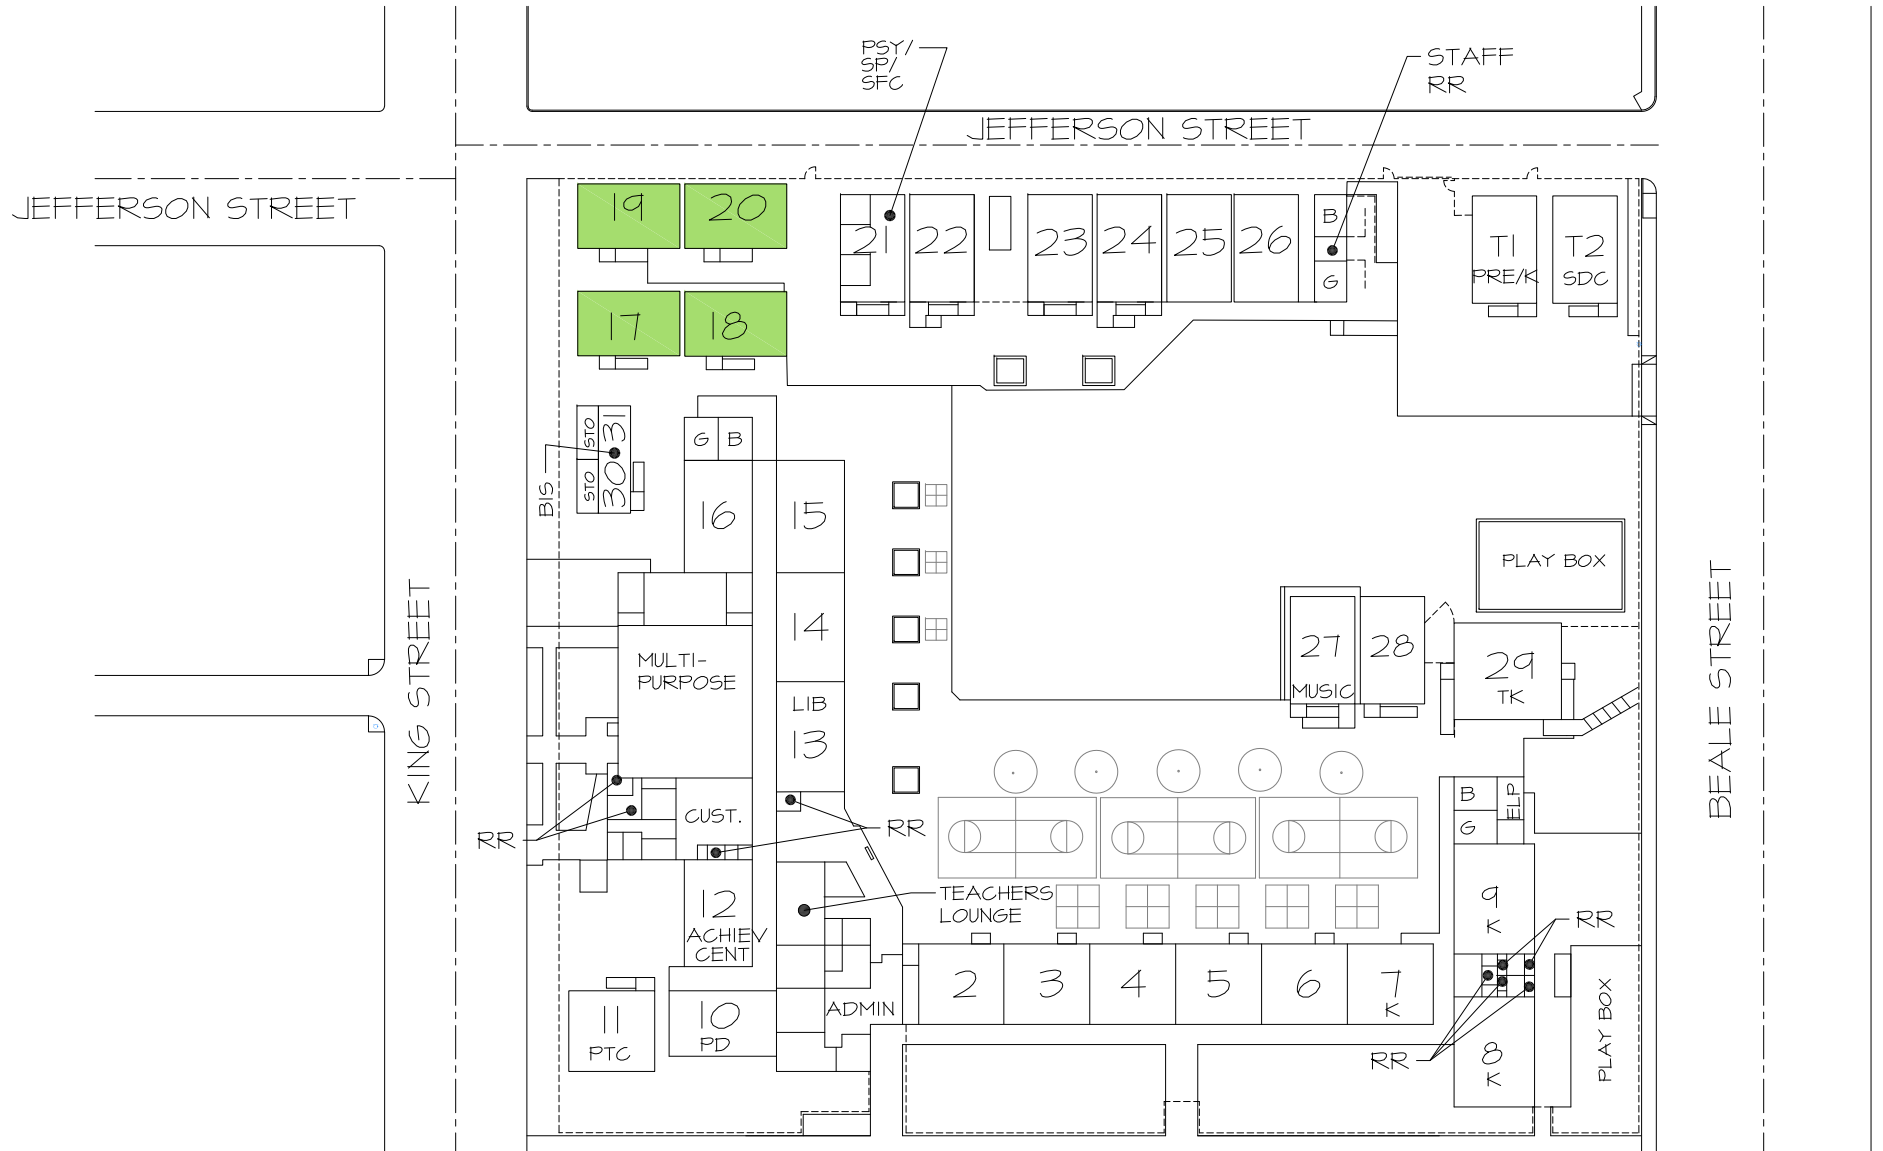 PSY/
SP/
SFC
STAFF
RR
JEFFERSON STREET
JEFFERSON STREET
19
20
21
22
23
24
25
26
B
G
T1
PRE/K
T2
SDC
17
18
STO
STO
31
30
BIS
G
B
16
15
14
LIB
13
MULTI-
PURPOSE
PLAY BOX
27
MUSIC
28
29
TK
KING STREET
BEALE STREET
CUST.
RR
RR
B
G
ELP
TEACHERS
LOUNGE
12
ACHIEV
CENT
9
K
RR
11
PTC
10
PD
ADMIN
2
3
4
5
6
7
K
8
K
RR
PLAY BOX